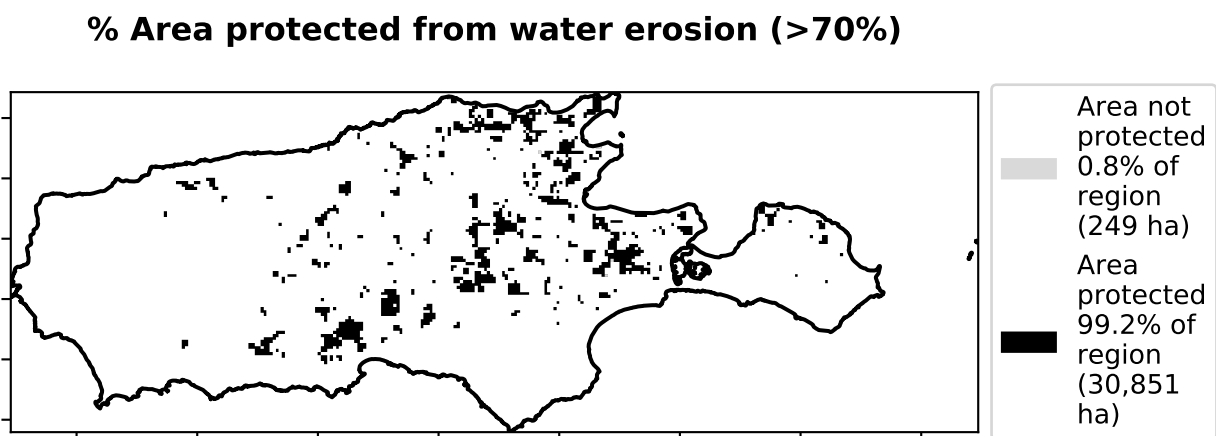 % Area protected from water erosion (>70%)
Area not
protected
0.8% of
region
(249 ha)
Area
protected
99.2% of
region
(30,851
ha)